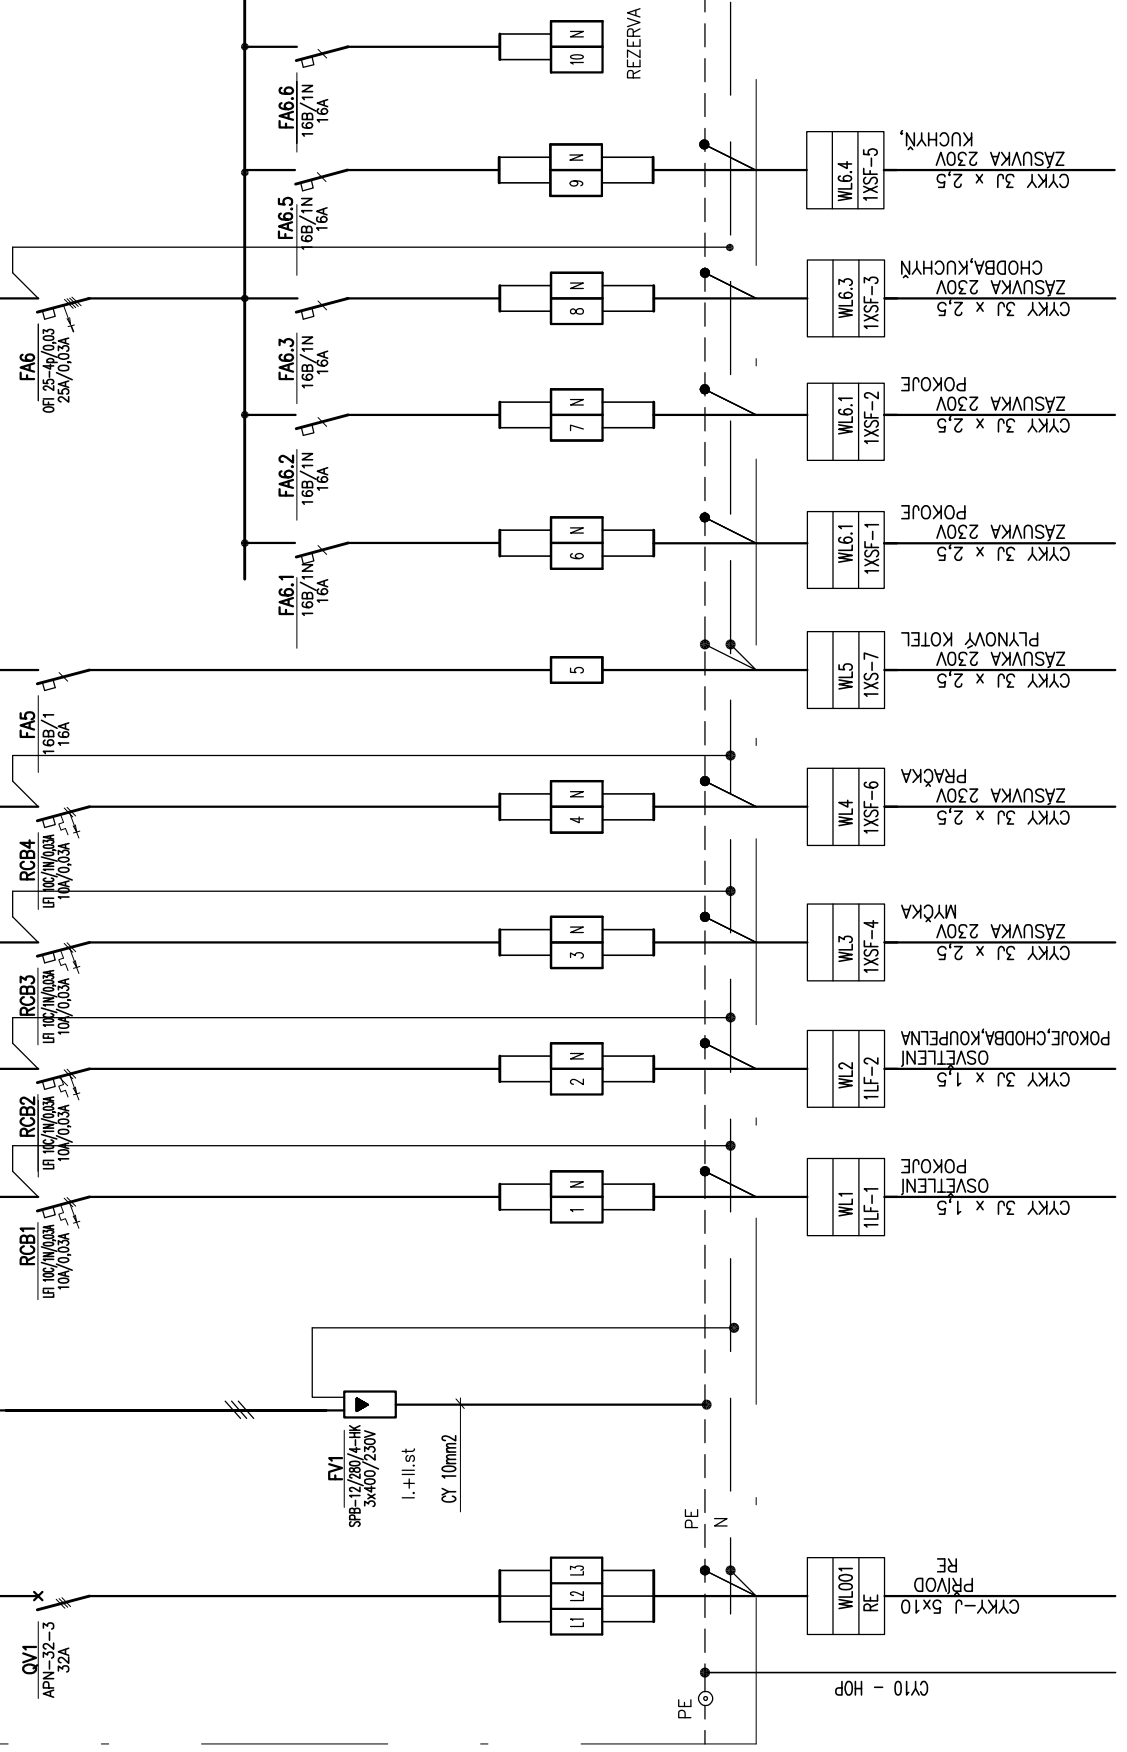 QV1
APN-32-3
32A
L1 L2 L3
PE
PE
N
WL001
RE
CYKY-J 5x10
PŘÍVOD
RE
CY10 - HOP
FV1
SPB-12/280/4-HK
3x400/230V
I.+II.st
CY 10mm2
RCB1
LFI 10C/1N/0,03A
10A/0,03A
1 N
WL1
1LF-1
CYKY 3J x 1,5
OSVĚTLENÍ
POKOJE
RCB2
LFI 10C/1N/0,03A
10A/0,03A
2 N
WL2
1LF-2
CYKY 3J x 1,5
OSVĚTLENÍ
POKOJE,CHODBA,KOUPELNA
RCB3
LFI 10C/1N/0,03A
10A/0,03A
3 N
WL3
1XSF-4
CYKY 3J x 2,5
ZÁSUVKA 230V
MYČKA
RCB4
LFI 10C/1N/0,03A
10A/0,03A
4 N
WL4
1XSF-6
CYKY 3J x 2,5
ZÁSUVKA 230V
PRAČKA
FA5
16B/1
16A
5
WL5
1XS-7
CYKY 3J x 2,5
ZÁSUVKA 230V
PLYNOVÝ KOTEL
FA6
OFI 25-4p/0,03
25A/0,03A
FA6.1
16B/1N
16A
6 N
WL6.1
1XSF-1
CYKY 3J x 2,5
ZÁSUVKA 230V
POKOJE
FA6.2
16B/1N
16A
7 N
WL6.1
1XSF-2
CYKY 3J x 2,5
ZÁSUVKA 230V
POKOJE
FA6.3
16B/1N
16A
8 N
WL6.3
1XSF-3
CYKY 3J x 2,5
ZÁSUVKA 230V
CHODBA,KUCHYŇ
FA6.5
16B/1N
16A
9 N
WL6.4
1XSF-5
CYKY 3J x 2,5
ZÁSUVKA 230V
KUCHYŇ,
FA6.6
16B/1N
16A
10 N
REZERVA